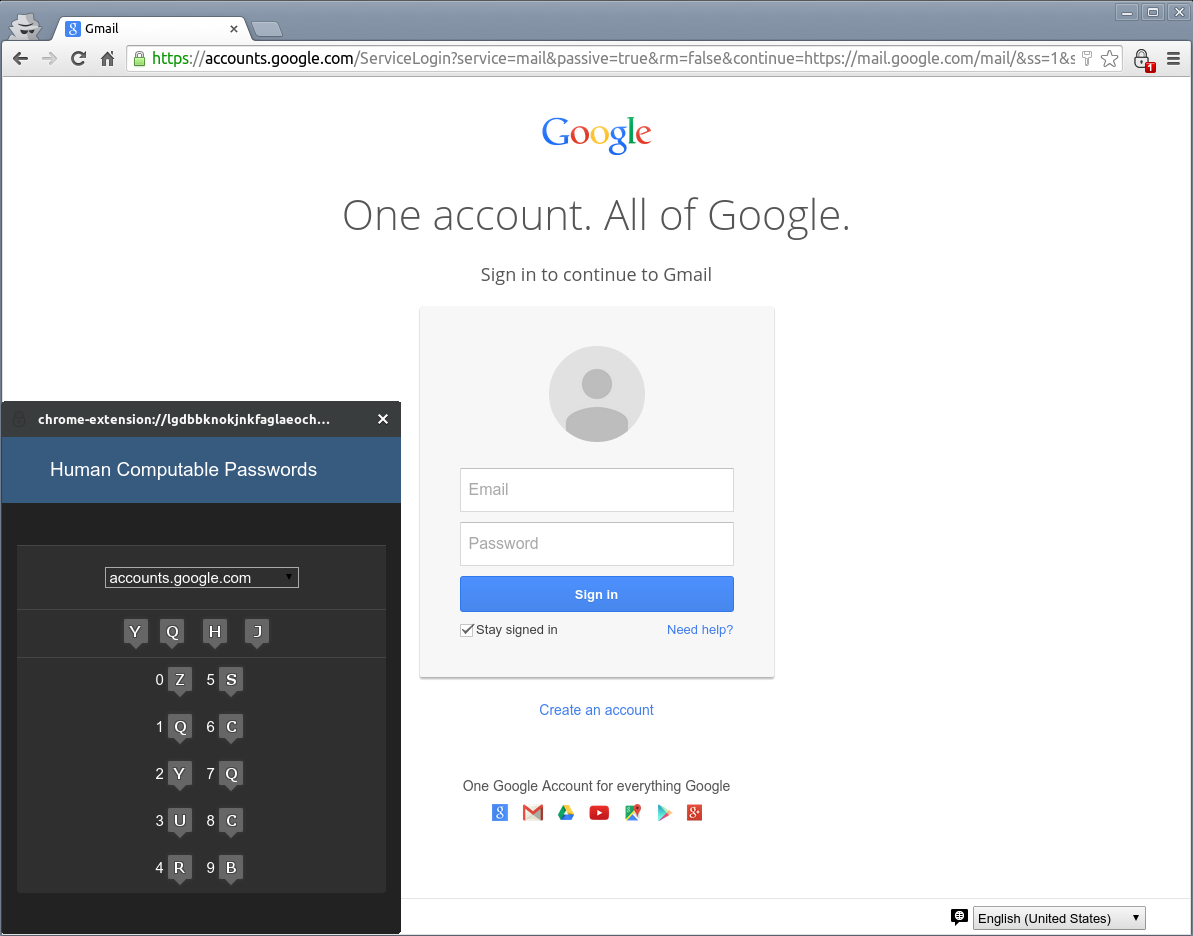 Gmail
https://accounts.google.com/ServiceLogin?service=mail&passive=true&rm=false&continue=https://mail.google.com/mail/&ss=1&s
1
Google
One account. All of Google.
Sign in to continue to Gmail
Email
Password
Sign in
Stay signed in Need help?
Create an account
One Google Account for everything Google
chrome-extension://lgdbbknokjnkfaglaeoch...
Human Computable Passwords
accounts.google.com
Y Q H J
0 Z 5 S
1 Q 6 C
2 Y 7 Q
3 U 8 C
4 R 9 B
English (United States)